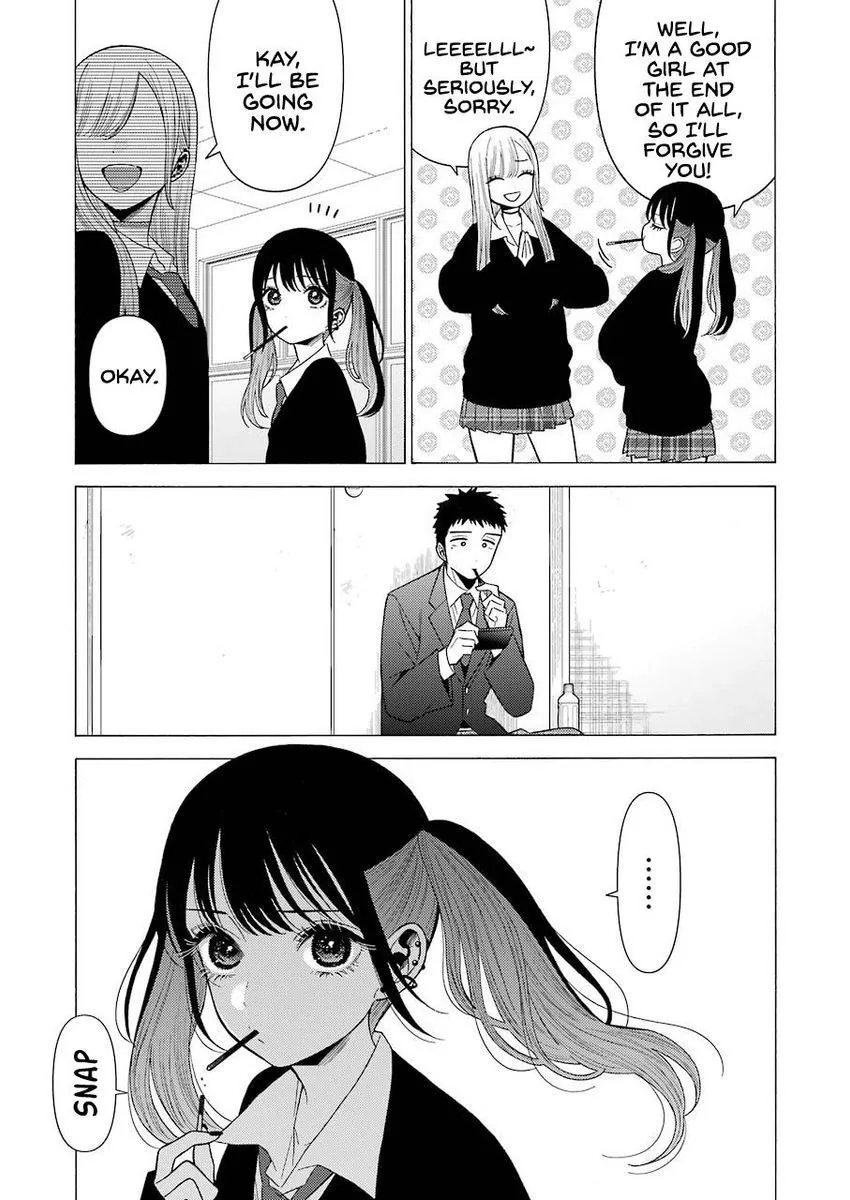 WELL,
I'M A GOOD
GIRL AT
THE END
OF IT ALL,
SO I'LL
FORGIVE
YOU!
LEEEELLL~
BUT
SERIOUSLY,
SORRY.
KAY,
I'LL BE
GOING
NOW.
OKAY.
........
SNAP